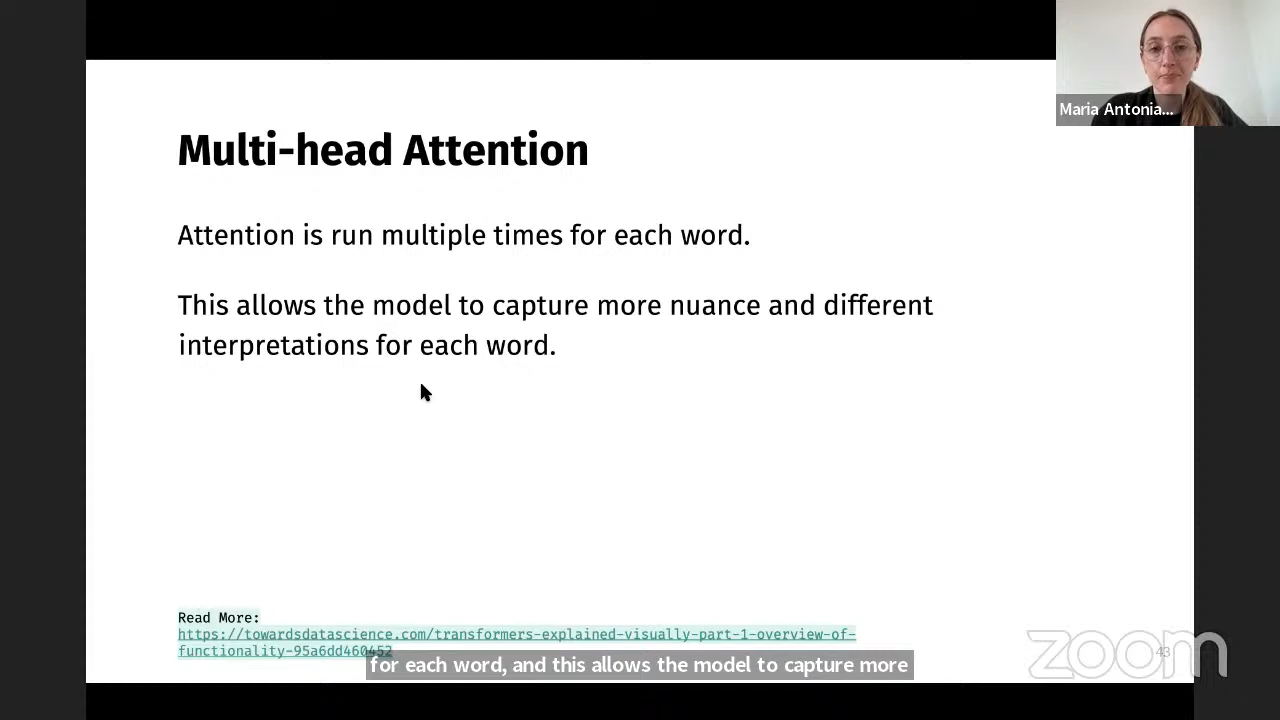 Maria Antonia...
Multi-head Attention
Attention is run multiple times for each word.
This allows the model to capture more nuance and different
interpretations for each word.
Read More:
https://towardsdatascience.com/transformers-explained-visually-part-1-overview-of-
functionality-95a6dd460452
for each word, and this allows the model to capture more
zoom
43